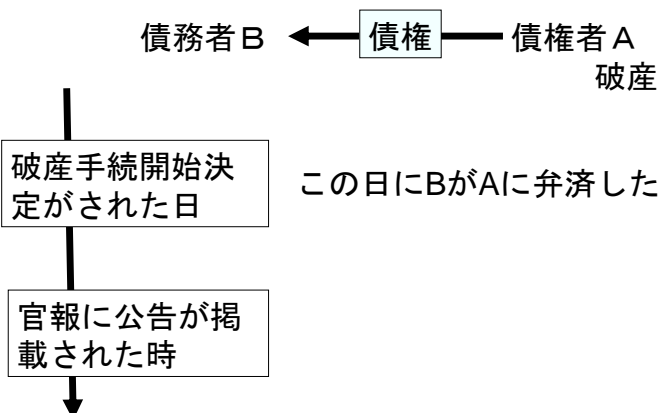 債務者B 債権 債権者A
破産
破産手続開始決
定がされた日
この日にBがAに弁済した
官報に公告が掲
載された時